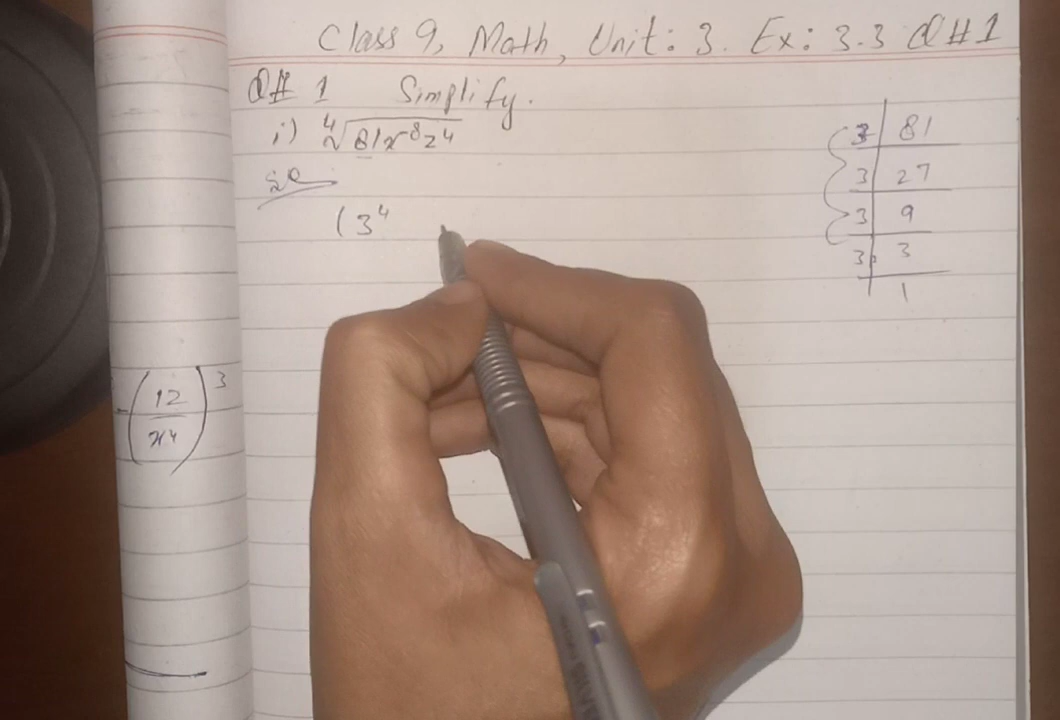 Class 9, Math, Unit: 3. Ex: 3.3 Q#1
Q# 1 Simplify.
i) ∜81x⁸z⁴
Sol
(3⁴
3 | 81
3 | 27
3 | 9
3 | 3
1
(12/x⁴)³